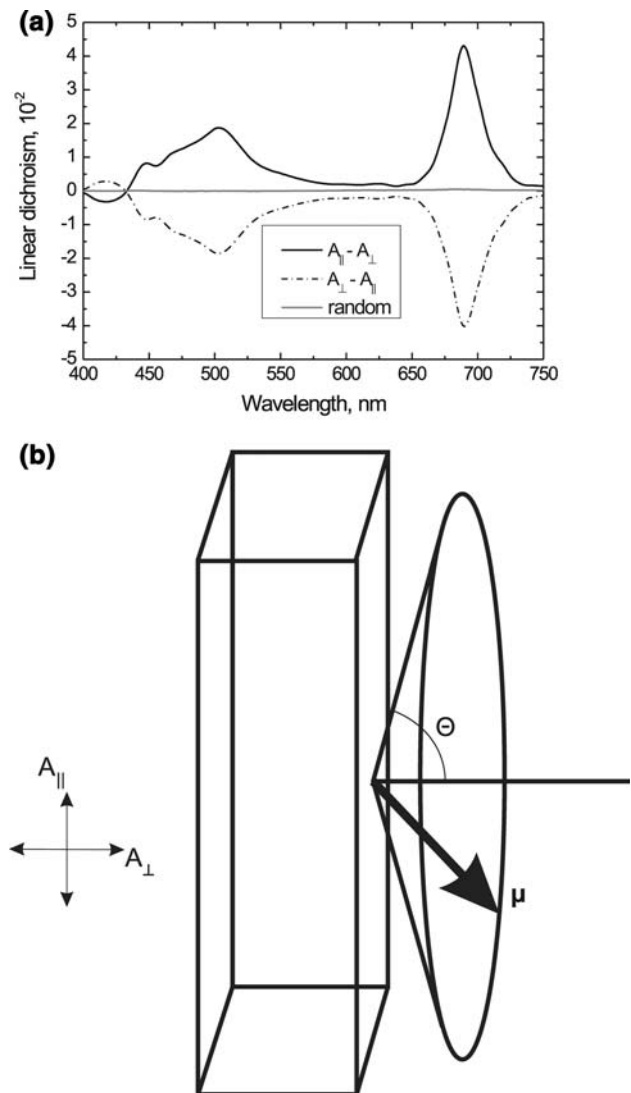 (a)
5
4
3
2
1
0
-1
-2
-3
-4
-5
Linear dichroism, 10⁻²
A∥ - A⊥
A⊥ - A∥
random
400 450 500 550 600 650 700 750
Wavelength, nm
(b)
Θ
A∥
A⊥
μ